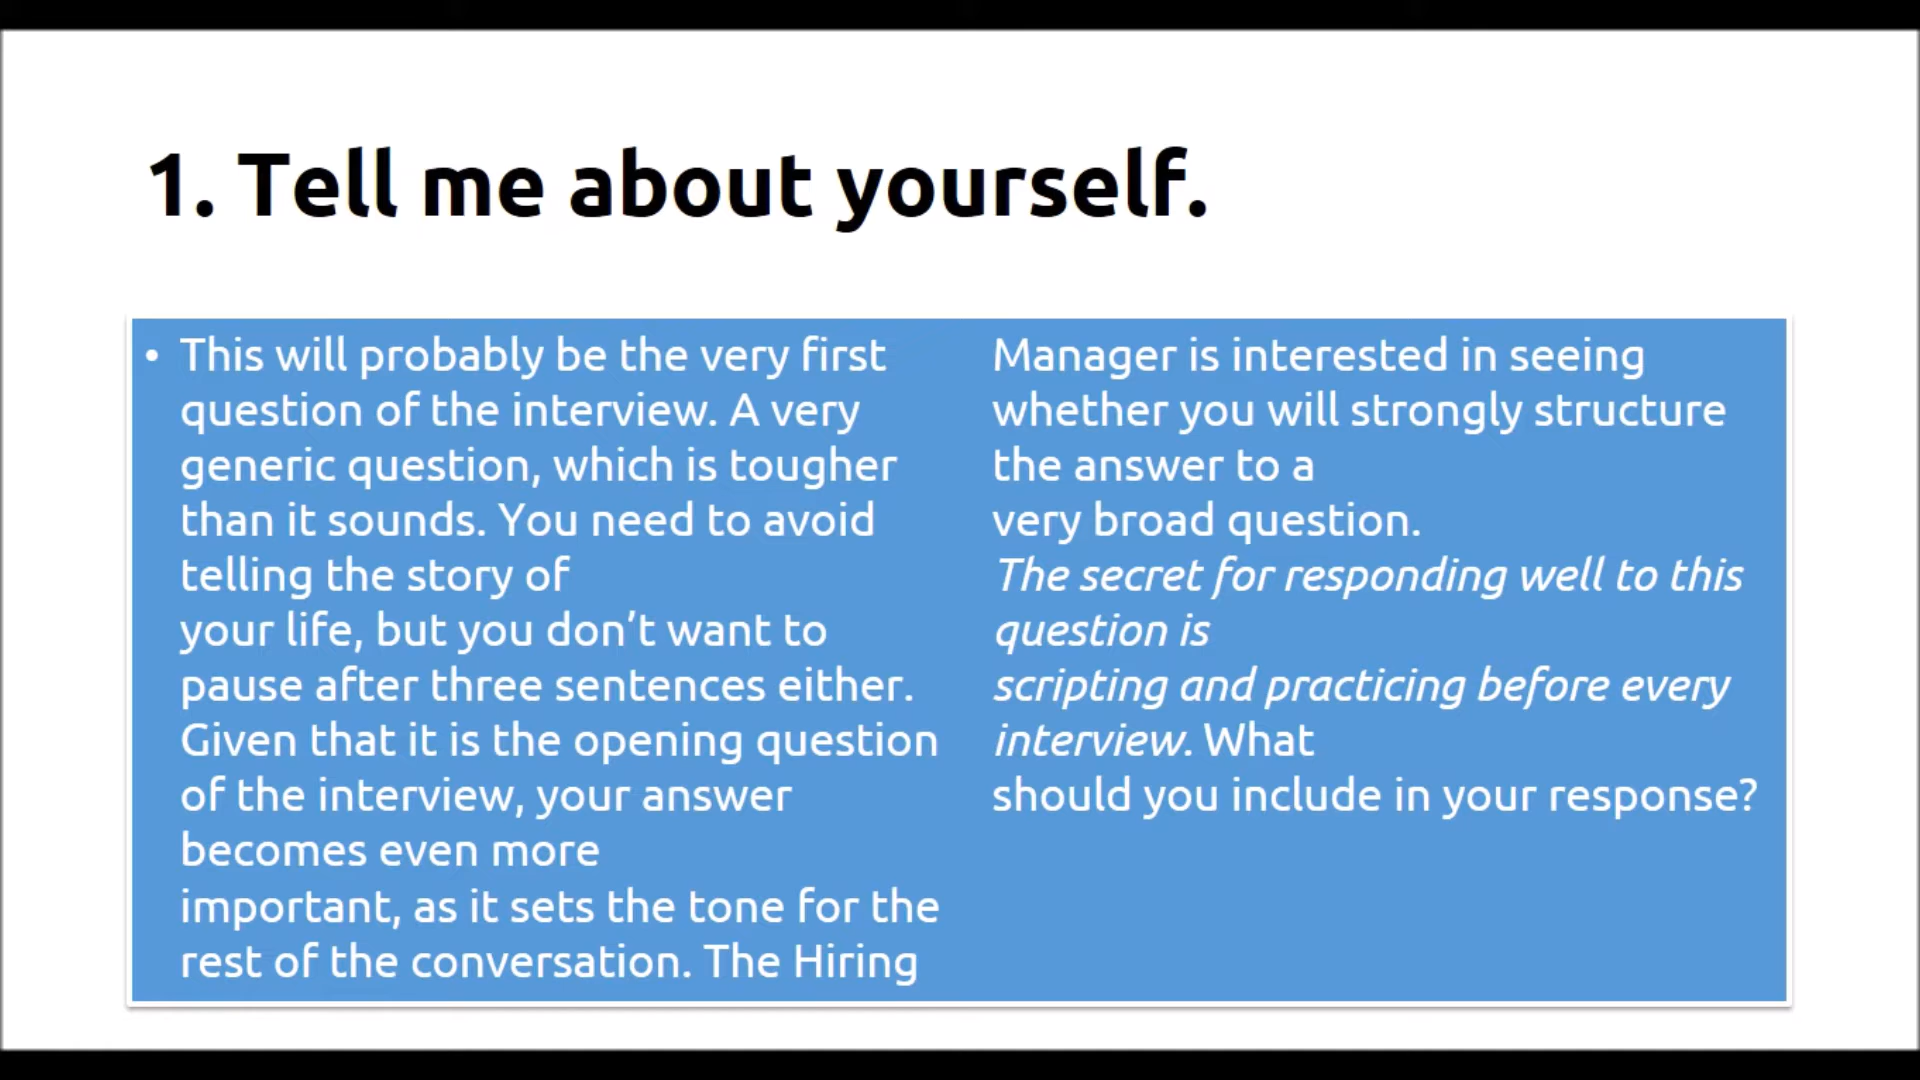 1. Tell me about yourself.
• This will probably be the very first
question of the interview. A very
generic question, which is tougher
than it sounds. You need to avoid
telling the story of
your life, but you don’t want to
pause after three sentences either.
Given that it is the opening question
of the interview, your answer
becomes even more
important, as it sets the tone for the
rest of the conversation. The Hiring
Manager is interested in seeing
whether you will strongly structure
the answer to a
very broad question.
The secret for responding well to this
question is
scripting and practicing before every
interview. What
should you include in your response?